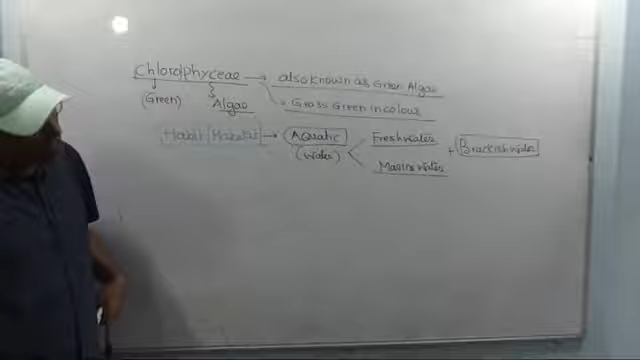 Chlorophyceae → also known as Green Algae
(Green) Algae → Grass Green in colour
Habit/Habitat → Aquatic Freshwater + Brackish water
(water) Marine water